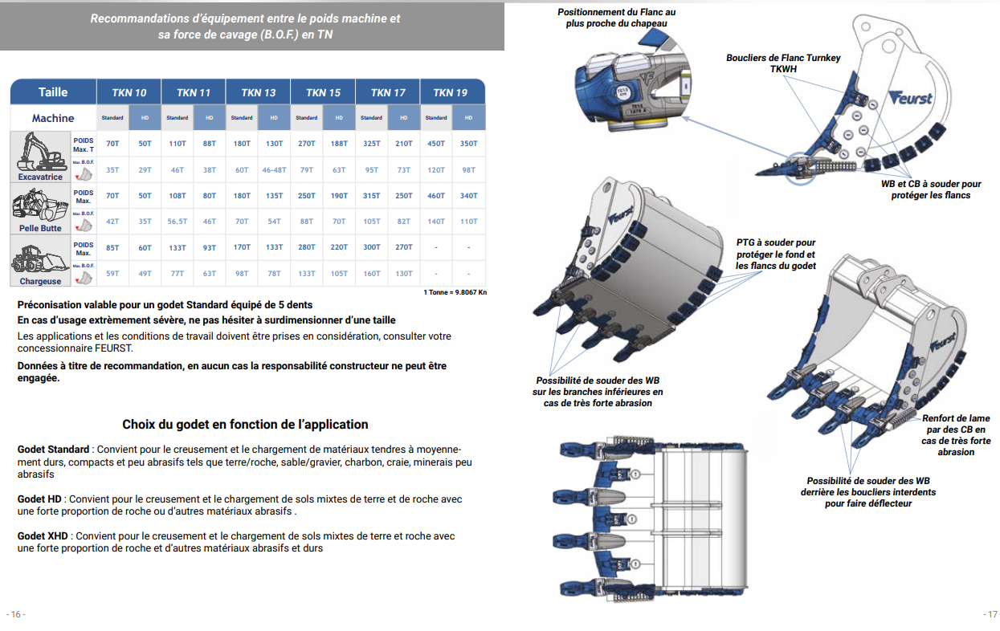 Recommandations d'équipement entre le poids machine et
sa force de cavage (B.O.F.) en TN
Taille TKN 10 TKN 11 TKN 13 TKN 15 TKN 17 TKN 19
Machine Standard HD Standard HD Standard HD Standard HD Standard HD Standard HD
Excavatrice
POIDS
Max. T 70T 50T 110T 88T 180T 130T 270T 188T 325T 210T 450T 350T
Max. B.O.F. 35T 29T 46T 38T 60T 46-48T 79T 63T 95T 73T 120T 98T
Pelle Butte
POIDS
Max. 70T 50T 108T 80T 180T 135T 250T 190T 315T 250T 460T 340T
Max. B.O.F. 42T 35T 56.5T 46T 70T 54T 88T 70T 105T 82T 140T 110T
Chargeuse
POIDS
Max. 85T 60T 133T 93T 170T 133T 280T 220T 300T 270T - -
Max. B.O.F. 59T 49T 77T 63T 98T 78T 133T 105T 160T 130T - -
1 Tonne = 9.8067 Kn
Préconisation valable pour un godet Standard équipé de 5 dents
En cas d'usage extrèmement sévère, ne pas hésiter à surdimensionner d'une taille
Les applications et les conditions de travail doivent être prises en considération, consulter votre
concessionnaire FEURST.
Données à titre de recommandation, en aucun cas la responsabilité constructeur ne peut être
engagée.
Choix du godet en fonction de l'application
Godet Standard : Convient pour le creusement et le chargement de matériaux tendres à moyenne-
ment durs, compacts et peu abrasifs tels que terre/roche, sable/gravier, charbon, craie, minerais peu
abrasifs
Godet HD : Convient pour le creusement et le chargement de sols mixtes de terre et de roche avec
une forte proportion de roche ou d'autres matériaux abrasifs .
Godet XHD : Convient pour le creusement et le chargement de sols mixtes de terre et roche avec
une forte proportion de roche et d'autres matériaux abrasifs et durs
- 16 -
Positionnement du Flanc au
plus proche du chapeau
Boucliers de Flanc Turnkey
TKWH
Feurst
WB et CB à souder pour
protéger les flancs
Feurst
PTG à souder pour
protéger le fond et
les flancs du godet
Feurst
Possibilité de souder des WB
sur les branches inférieures en
cas de très forte abrasion
Renfort de lame
par des CB en
cas de très forte
abrasion
Possibilité de souder des WB
derrière les boucliers interdents
pour faire déflecteur
- 17